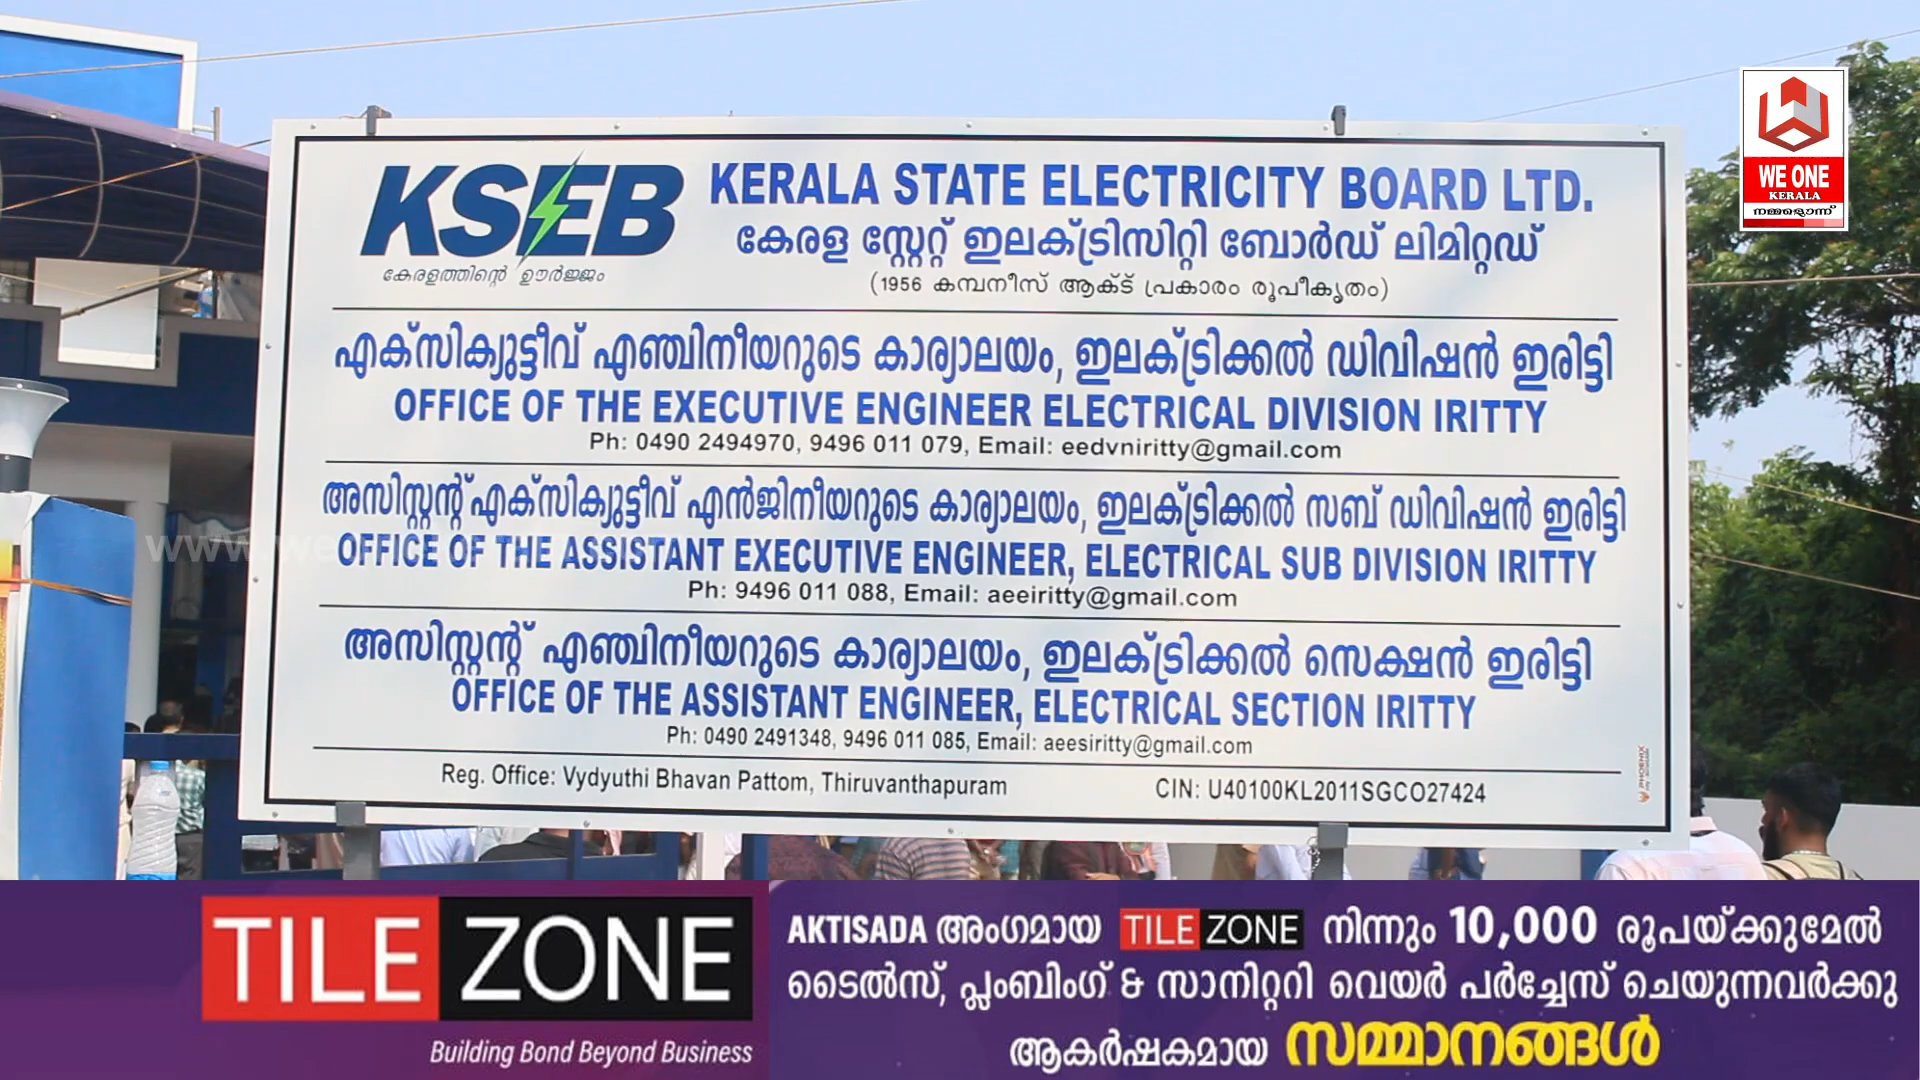 WE ONE
KERALA
നമ്മളൊന്ന്
KSEB
കേരളത്തിന്റെ ഊർജ്ജം
KERALA STATE ELECTRICITY BOARD LTD.
കേരള സ്റ്റേറ്റ് ഇലക്ട്രിസിറ്റി ബോർഡ് ലിമിറ്റഡ്
(1956 കമ്പനീസ് ആക്ട് പ്രകാരം രൂപീകൃതം)
എക്സിക്യുട്ടീവ് എഞ്ചിനീയറുടെ കാര്യാലയം, ഇലക്ട്രിക്കൽ ഡിവിഷൻ ഇരിട്ടി
OFFICE OF THE EXECUTIVE ENGINEER ELECTRICAL DIVISION IRITTY
Ph: 0490 2494970, 9496 011 079, Email: eedvniritty@gmail.com
അസിസ്റ്റന്റ് എക്സിക്യുട്ടീവ് എൻജിനീയറുടെ കാര്യാലയം, ഇലക്ട്രിക്കൽ സബ് ഡിവിഷൻ ഇരിട്ടി
OFFICE OF THE ASSISTANT EXECUTIVE ENGINEER, ELECTRICAL SUB DIVISION IRITTY
Ph: 9496 011 088, Email: aeeiritty@gmail.com
അസിസ്റ്റന്റ് എഞ്ചിനീയറുടെ കാര്യാലയം, ഇലക്ട്രിക്കൽ സെക്ഷൻ ഇരിട്ടി
OFFICE OF THE ASSISTANT ENGINEER, ELECTRICAL SECTION IRITTY
Ph: 0490 2491348, 9496 011 085, Email: aeesiritty@gmail.com
Reg. Office: Vydyuthi Bhavan Pattom, Thiruvanthapuram CIN: U40100KL2011SGCO27424
TILE ZONE
Building Bond Beyond Business
AKTISADA അംഗമായ TILE ZONE നിന്നും 10,000 രൂപയ്ക്കുമേൽ
ടൈൽസ്, പ്ലംബിംഗ് & സാനിറ്ററി വെയർ പർച്ചേസ് ചെയുന്നവർക്കു
ആകർഷകമായ സമ്മാനങ്ങൾ